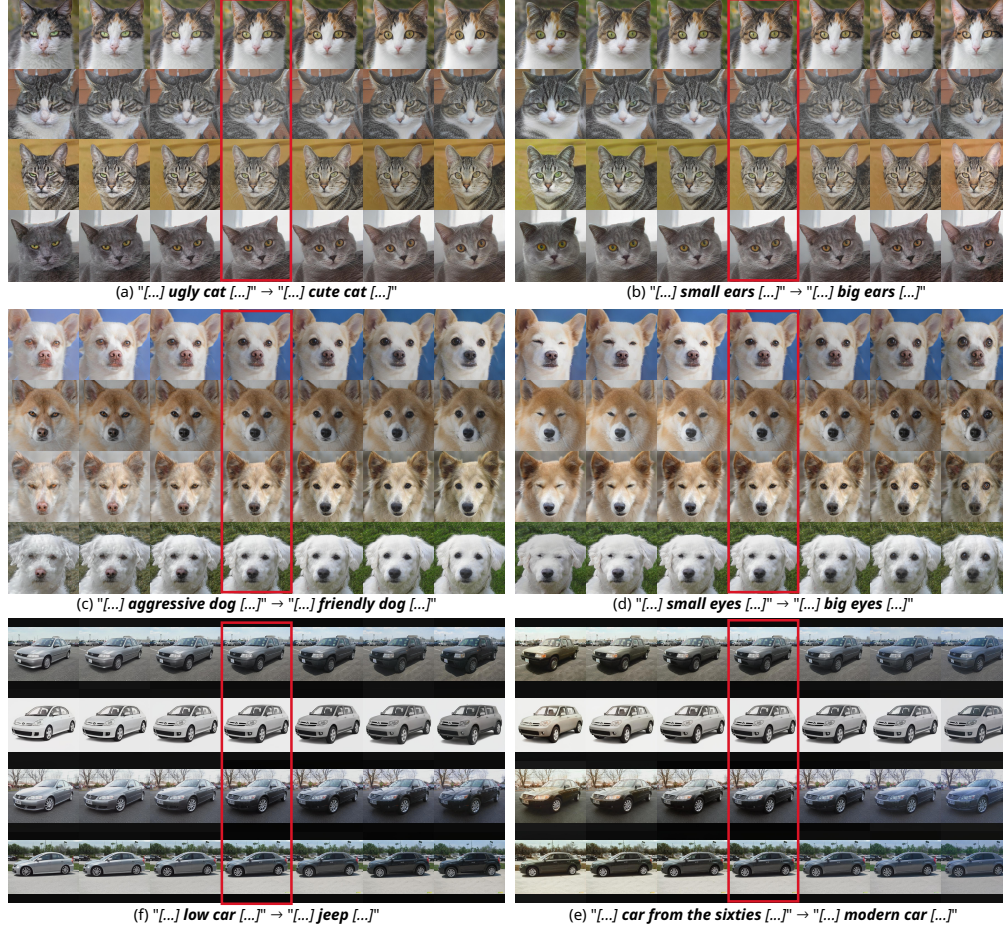 (a) "[...] ugly cat [...]" → "[...] cute cat [...]"
(b) "[...] small ears [...]" → "[...] big ears [...]"
(c) "[...] aggressive dog [...]" → "[...] friendly dog [...]"
(d) "[...] small eyes [...]" → "[...] big eyes [...]"
(f) "[...] low car [...]" → "[...] jeep [...]"
(e) "[...] car from the sixties [...]" → "[...] modern car [...]"